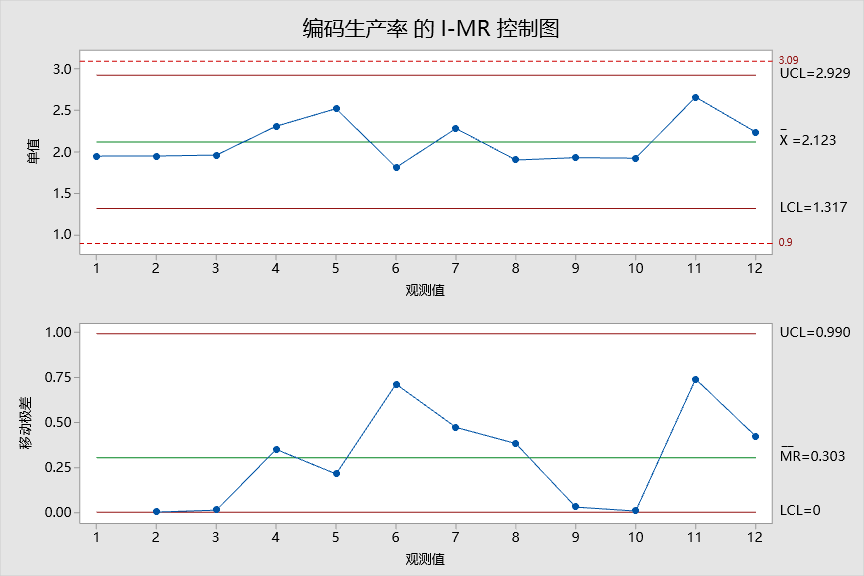 编码生产率 的 I-MR 控制图
3.0
2.5
2.0
1.5
1.0
单值
3.09
UCL=2.929
X̄ =2.123
LCL=1.317
0.9
1 2 3 4 5 6 7 8 9 10 11 12
观测值
1.00
0.75
0.50
0.25
0.00
移动极差
UCL=0.990
M̅R̅=0.303
LCL=0
1 2 3 4 5 6 7 8 9 10 11 12
观测值